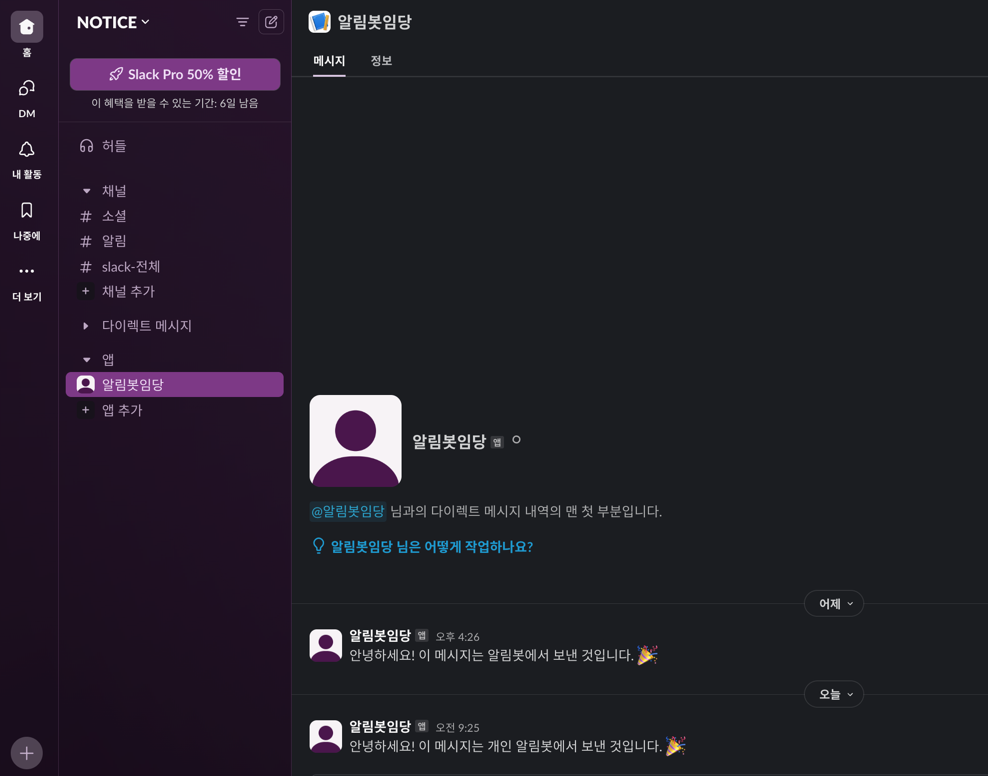 홈
DM
내 활동
나중에
더 보기
NOTICE
Slack Pro 50% 할인
이 혜택을 받을 수 있는 기간: 6일 남음
허들
채널
# 소셜
# 알림
# slack-전체
+ 채널 추가
다이렉트 메시지
앱
알림봇임당
+ 앱 추가
알림봇임당
메시지 정보
알림봇임당 앱
@알림봇임당 님과의 다이렉트 메시지 내역의 맨 첫 부분입니다.
알림봇임당 님은 어떻게 작업하나요?
어제
알림봇임당 앱 오후 4:26
안녕하세요! 이 메시지는 알림봇에서 보낸 것입니다. 🎉
오늘
알림봇임당 앱 오전 9:25
안녕하세요! 이 메시지는 개인 알림봇에서 보낸 것입니다. 🎉